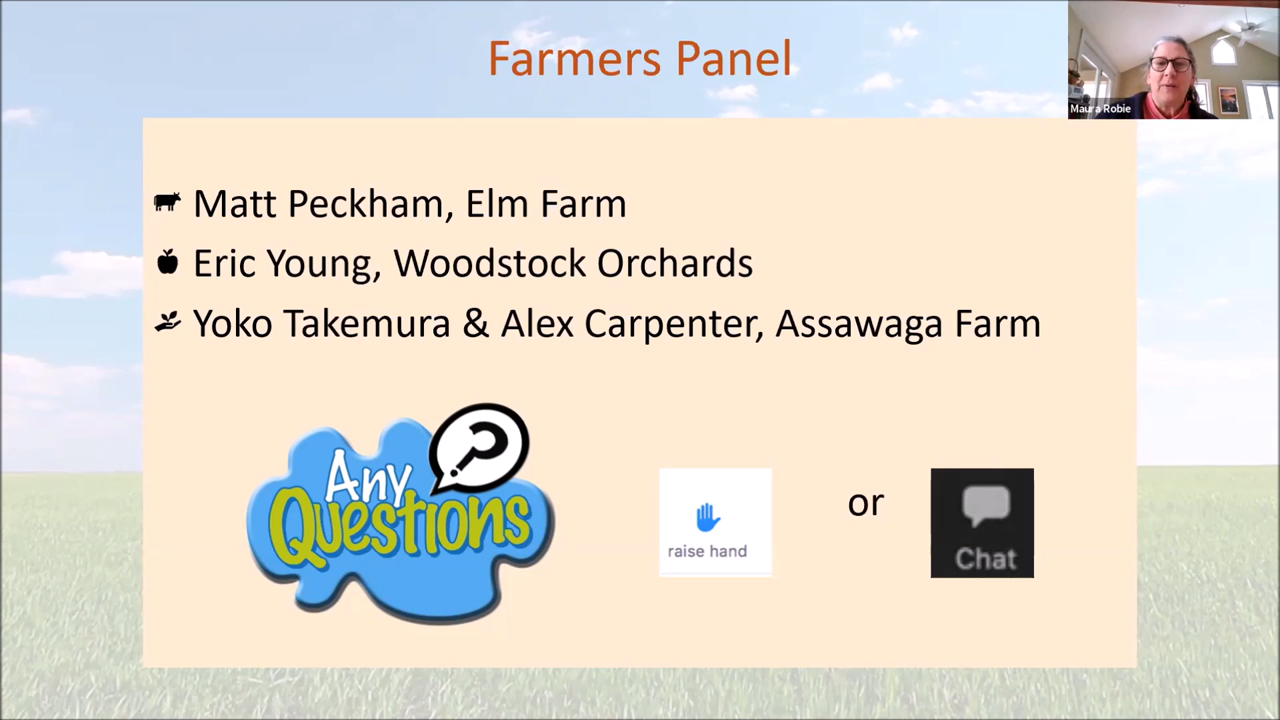 Farmers Panel
Maura Robie
Matt Peckham, Elm Farm
Eric Young, Woodstock Orchards
Yoko Takemura & Alex Carpenter, Assawaga Farm
?
Any
Questions
raise hand
or
Chat